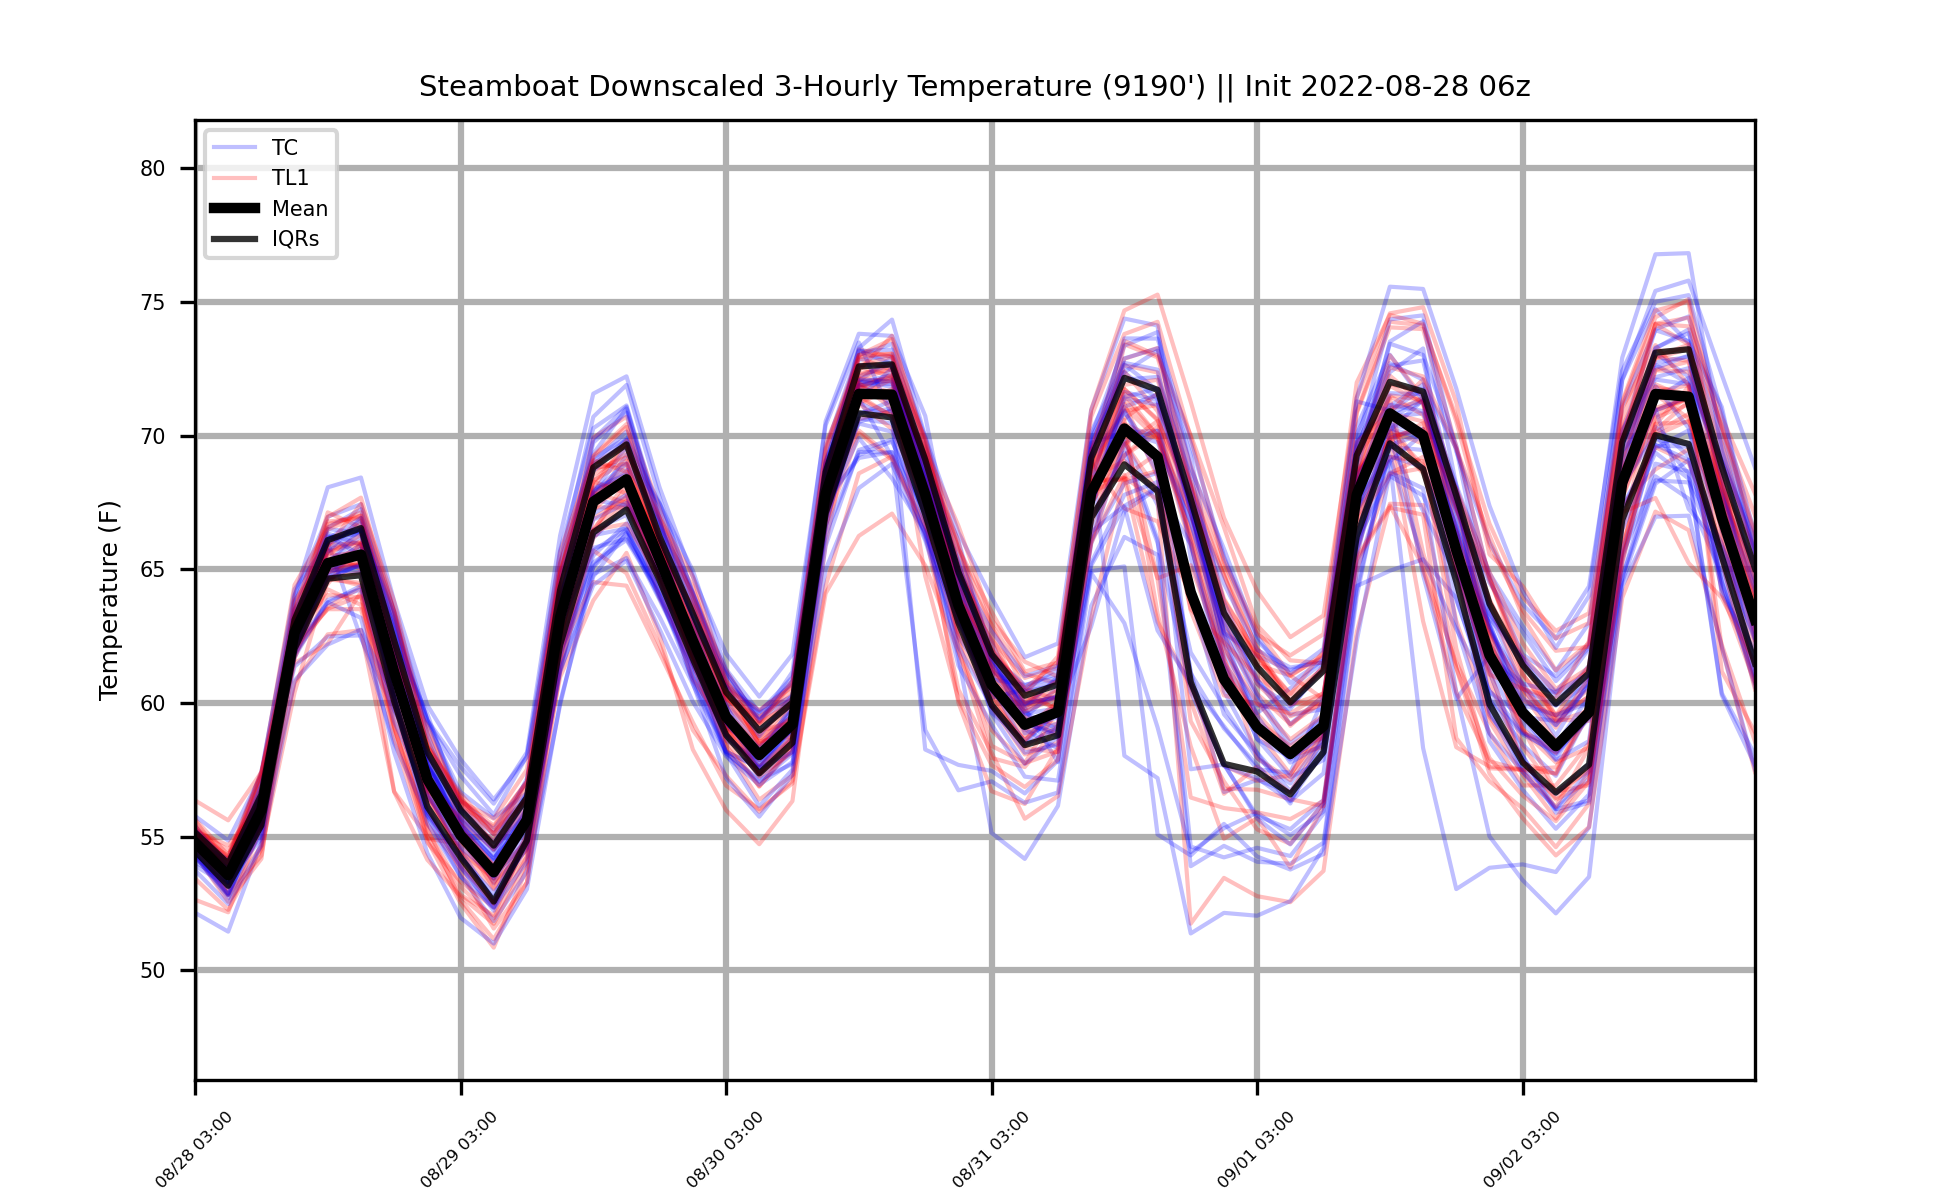 Steamboat Downscaled 3-Hourly Temperature (9190') || Init 2022-08-28 06z
TC
TL1
Mean
IQRs
Temperature (F)
80
75
70
65
60
55
50
08/28 03:00
08/29 03:00
08/30 03:00
08/31 03:00
09/01 03:00
09/02 03:00